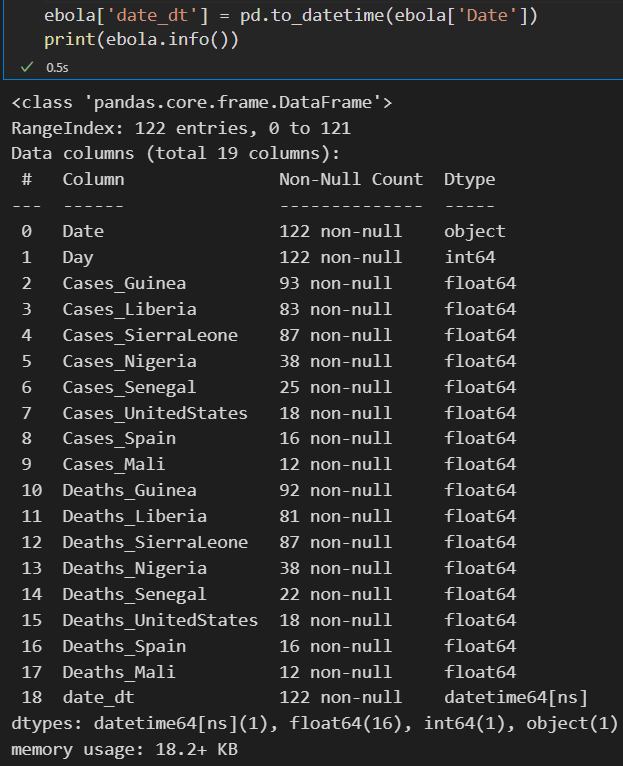 ebola['date_dt'] = pd.to_datetime(ebola['Date'])
print(ebola.info())
0.5s
<class 'pandas.core.frame.DataFrame'>
RangeIndex: 122 entries, 0 to 121
Data columns (total 19 columns):
 #   Column               Non-Null Count  Dtype
---  ------               --------------  -----
 0   Date                 122 non-null    object
 1   Day                  122 non-null    int64
 2   Cases_Guinea         93 non-null     float64
 3   Cases_Liberia        83 non-null     float64
 4   Cases_SierraLeone    87 non-null     float64
 5   Cases_Nigeria        38 non-null     float64
 6   Cases_Senegal        25 non-null     float64
 7   Cases_UnitedStates   18 non-null     float64
 8   Cases_Spain          16 non-null     float64
 9   Cases_Mali           12 non-null     float64
 10  Deaths_Guinea        92 non-null     float64
 11  Deaths_Liberia       81 non-null     float64
 12  Deaths_SierraLeone   87 non-null     float64
 13  Deaths_Nigeria       38 non-null     float64
 14  Deaths_Senegal       22 non-null     float64
 15  Deaths_UnitedStates  18 non-null     float64
 16  Deaths_Spain         16 non-null     float64
 17  Deaths_Mali          12 non-null     float64
 18  date_dt              122 non-null    datetime64[ns]
dtypes: datetime64[ns](1), float64(16), int64(1), object(1)
memory usage: 18.2+ KB